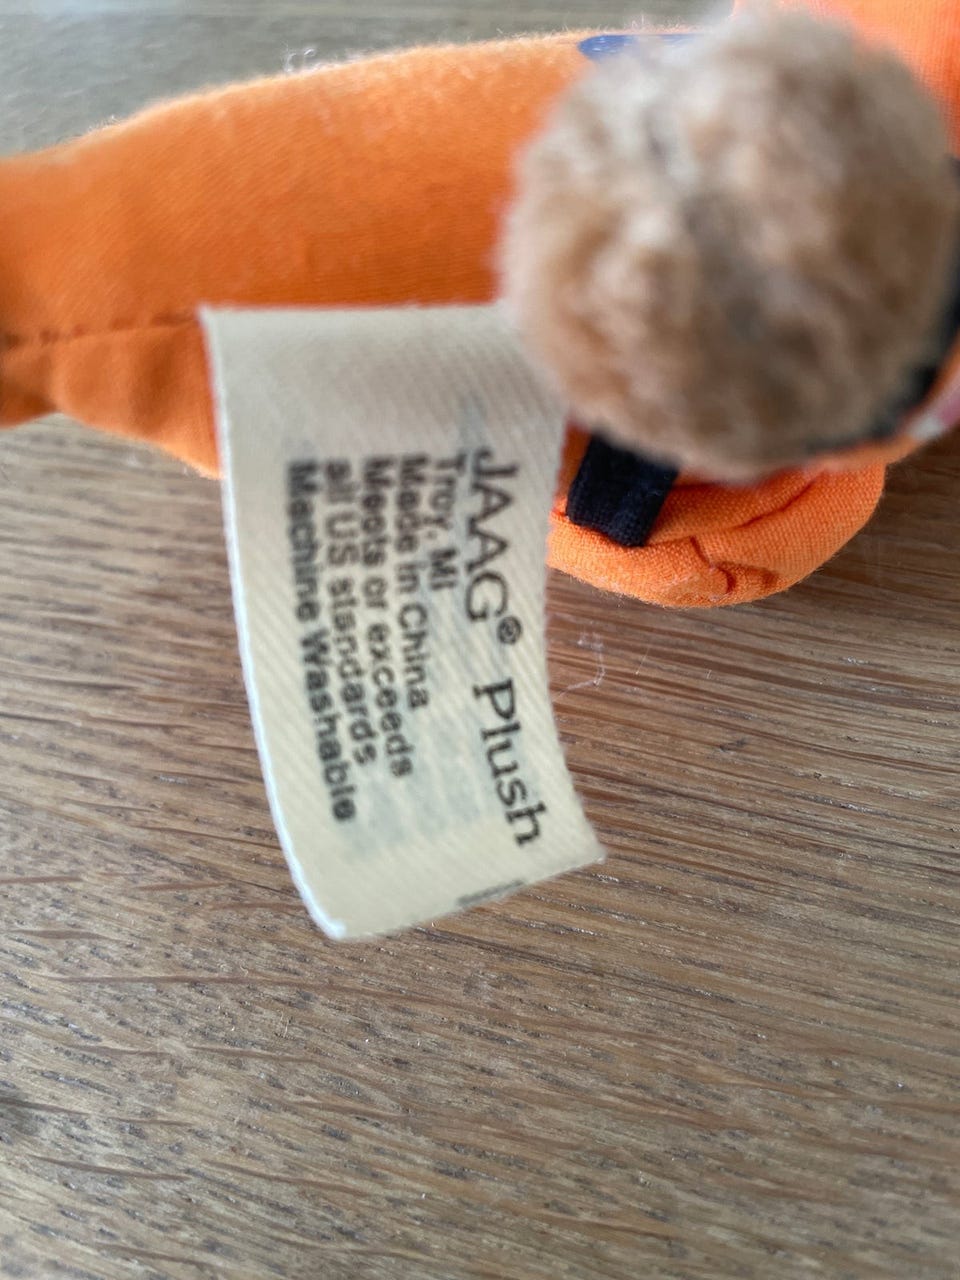 JAAG® Plush
Troy, MI
Made in China
Meets or exceeds
all US standards
Machine Washable